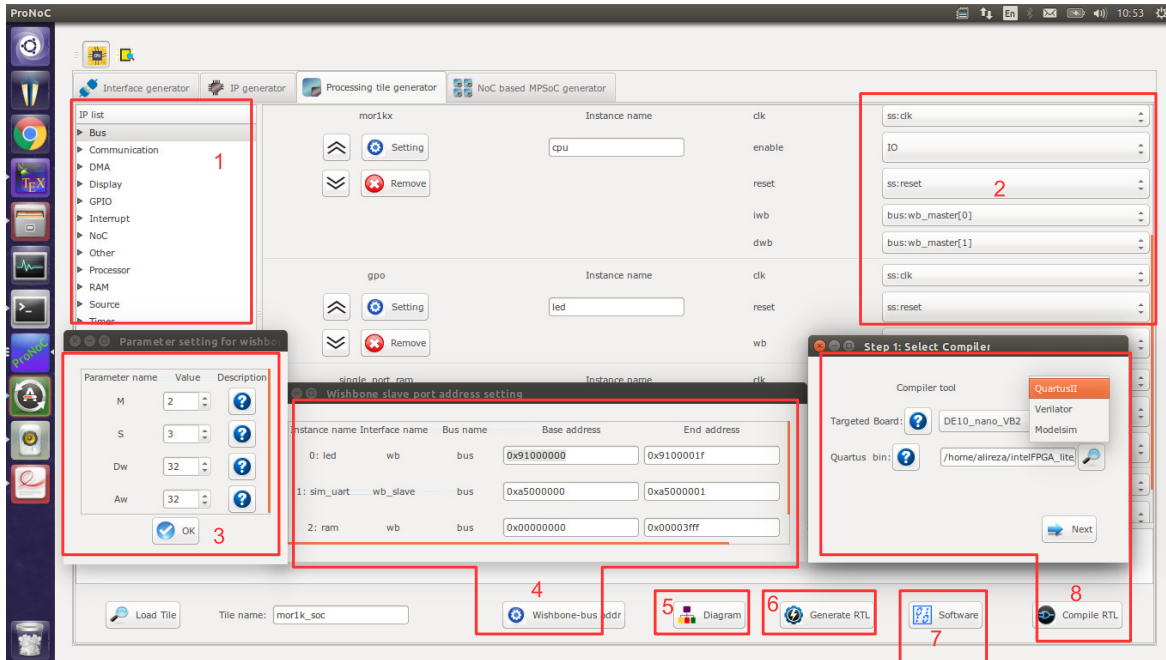 ProNoC
En
10:53
Interface generator
IP generator
Processing tile generator
NoC based MPSoC generator
IP list
Bus
Communication
DMA
Display
GPIO
Interrupt
NoC
Other
Processor
RAM
Source
Timer
1
mor1kx
Instance name
clk
ss:clk
Setting
cpu
enable
IO
Remove
reset
ss:reset
2
iwb
bus:wb_master[0]
dwb
bus:wb_master[1]
gpo
Instance name
clk
ss:clk
Setting
led
reset
ss:reset
Remove
wb
single_port_ram
Instance name
clk
Parameter setting for wishbo
Parameter name Value Description
M 2
S 3
Dw 32
Aw 32
OK
3
Wishbone slave port address setting
Instance name Interface name Bus name Base address End address
0: led wb bus 0x91000000 0x9100001f
1: sim_uart wb_slave bus 0xa5000000 0xa5000001
2: ram wb bus 0x00000000 0x00003fff
Step 1: Select Compiler
Compiler tool
QuartusII
Verilator
Modelsim
Targeted Board: DE10_nano_VB2
Quartus bin: /home/alireza/intelFPGA_lite
Next
4
5
6
7
8
Load Tile
Tile name: mor1k_soc
Wishbone-bus addr
Diagram
Generate RTL
Software
Compile RTL
TEX
ProNoC